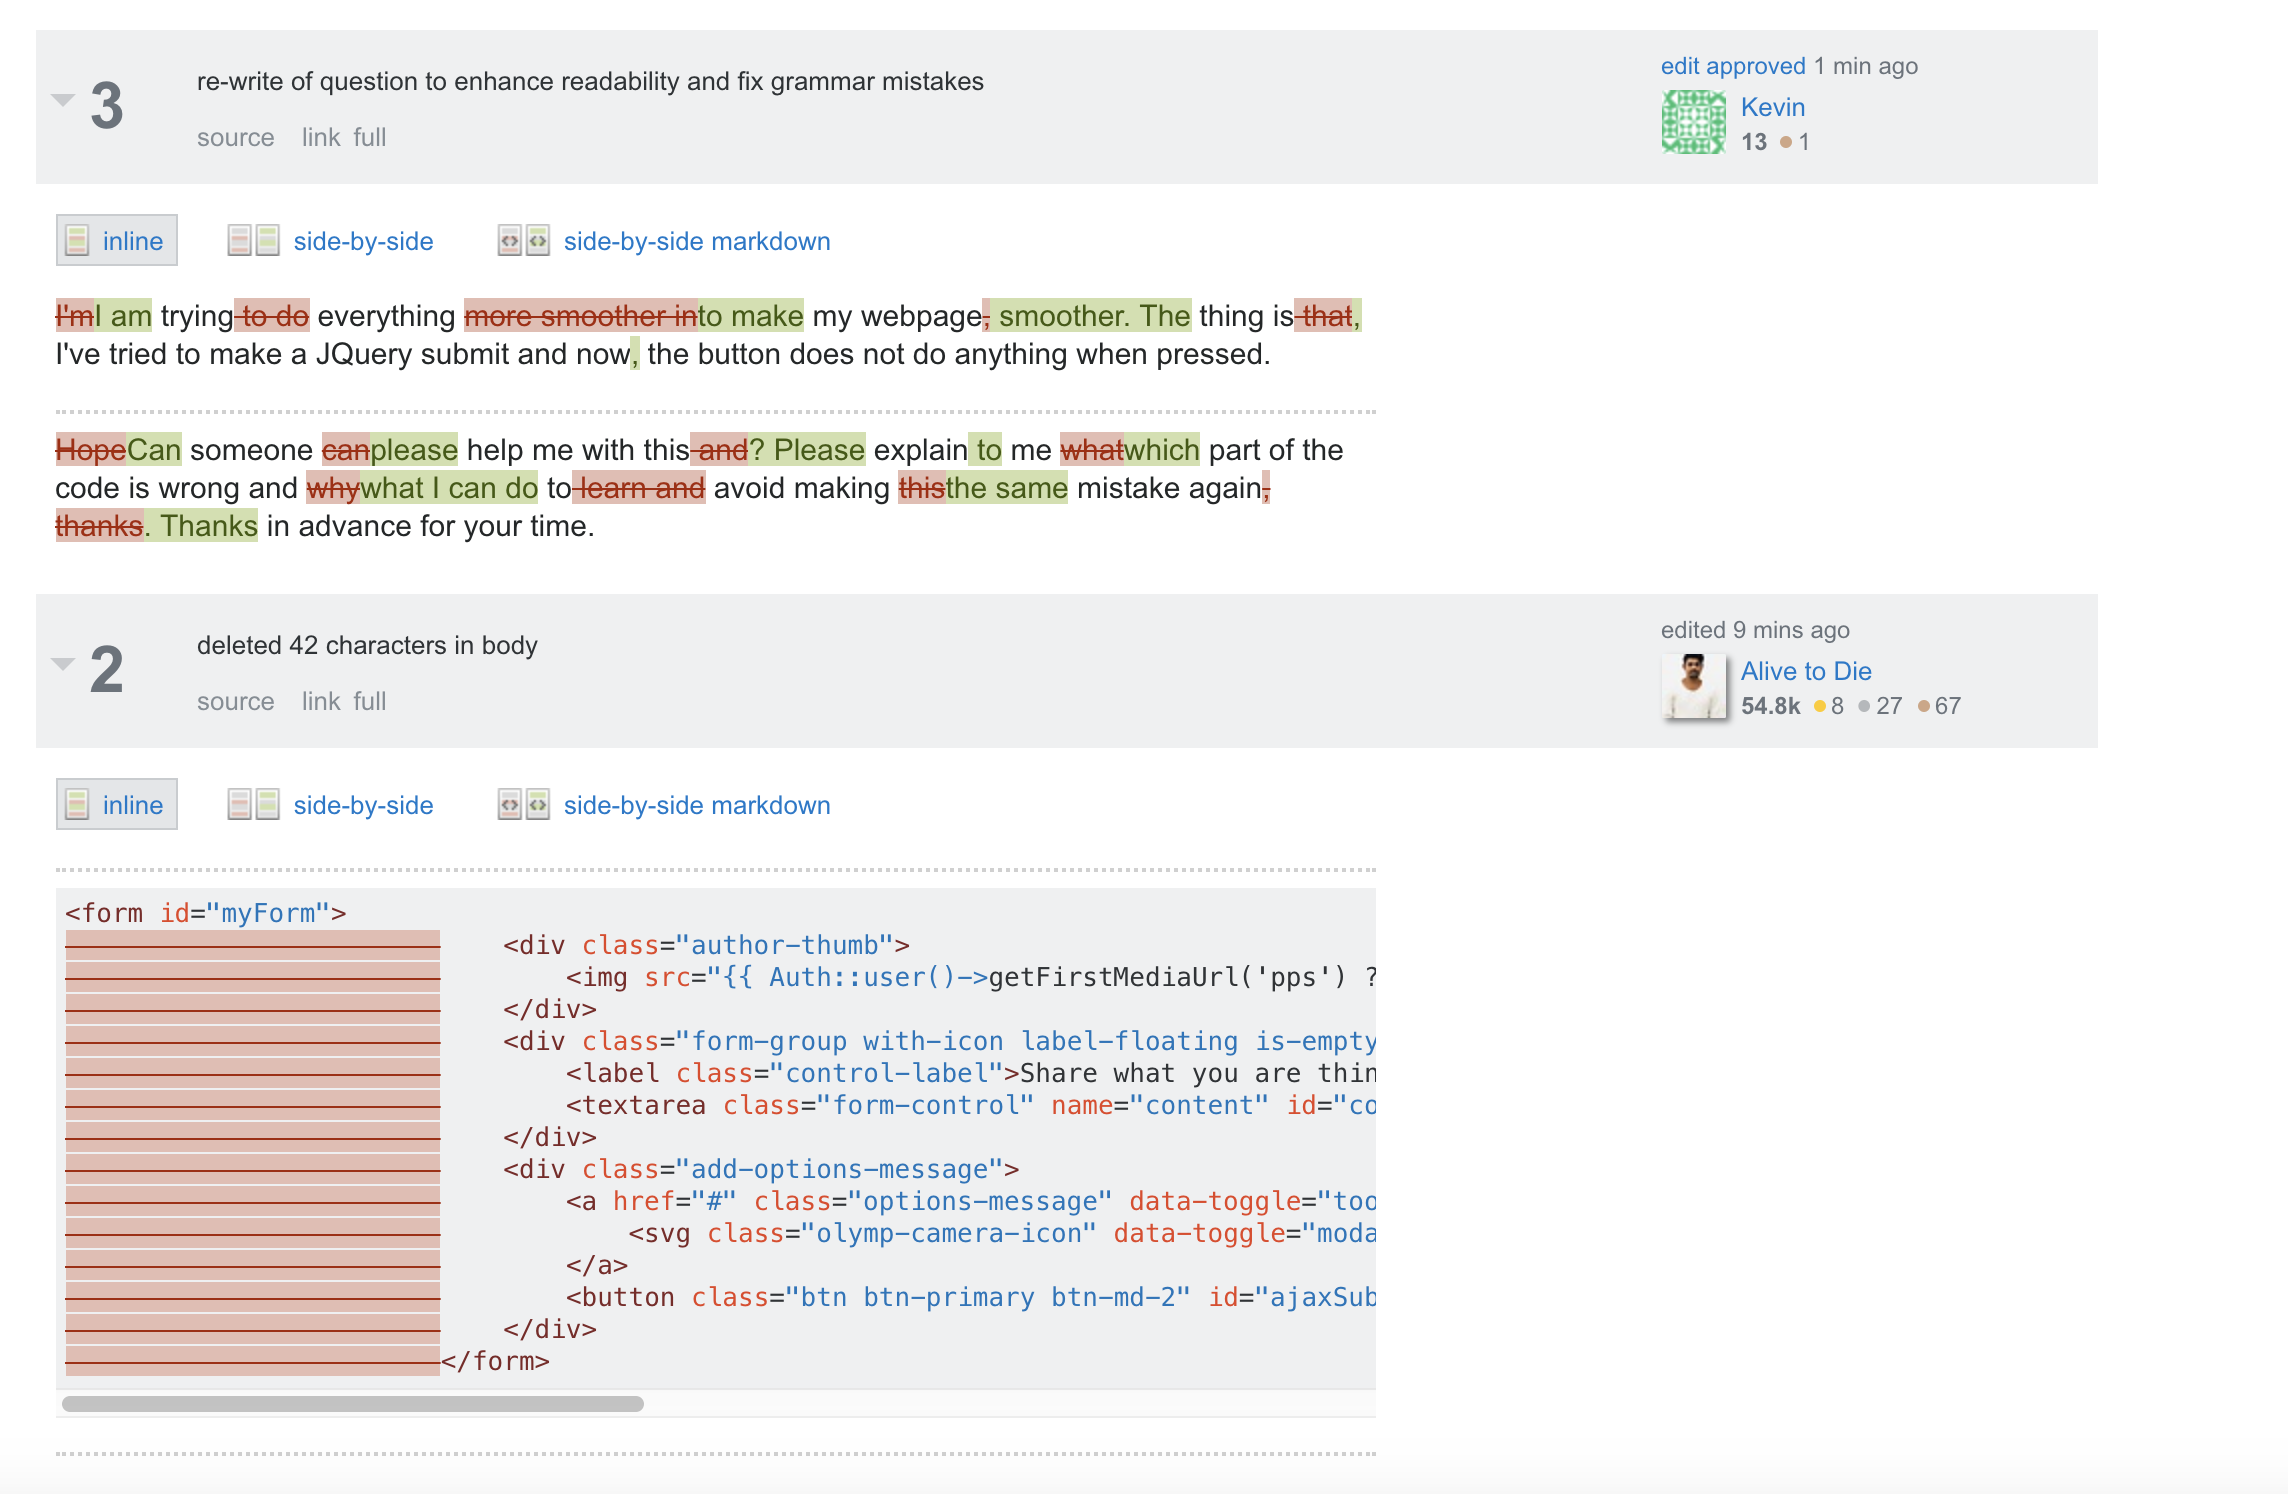 3
re-write of question to enhance readability and fix grammar mistakes
source link full
edit approved 1 min ago
Kevin
13 1
inline side-by-side side-by-side markdown
I'mI am trying to do everything more smoother into make my webpage, smoother. The thing is that,
I've tried to make a JQuery submit and now, the button does not do anything when pressed.
HopeCan someone canplease help me with this and? Please explain to me whatwhich part of the
code is wrong and whywhat I can do to learn and avoid making thisthe same mistake again,
thanks. Thanks in advance for your time.
2
deleted 42 characters in body
source link full
edited 9 mins ago
Alive to Die
54.8k 8 27 67
inline side-by-side side-by-side markdown
<form id="myForm">
<div class="author-thumb">
<img src="{{ Auth::user()->getFirstMediaUrl('pps') ?
</div>
<div class="form-group with-icon label-floating is-empty
<label class="control-label">Share what you are thin
<textarea class="form-control" name="content" id="co
</div>
<div class="add-options-message">
<a href="#" class="options-message" data-toggle="too
<svg class="olymp-camera-icon" data-toggle="moda
</a>
<button class="btn btn-primary btn-md-2" id="ajaxSub
</div>
</form>